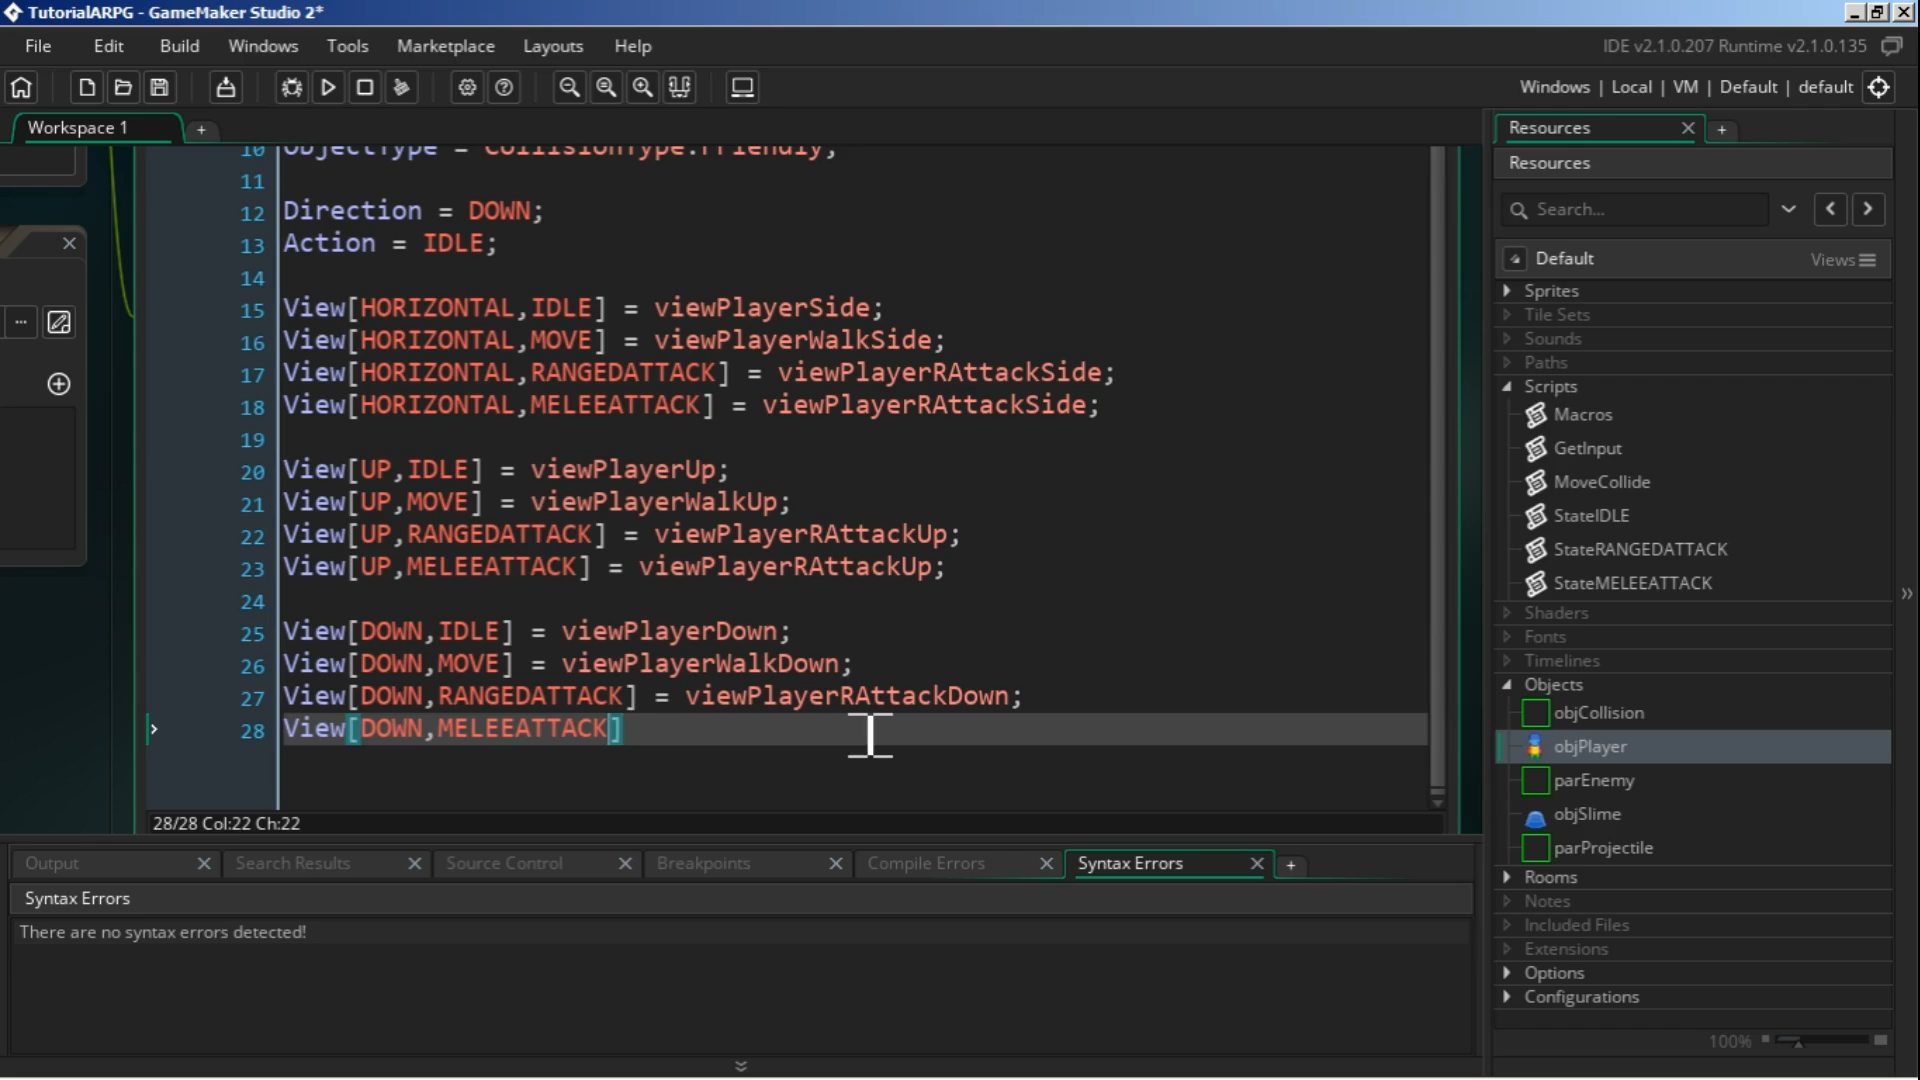 TutorialARPG - GameMaker Studio 2*
File Edit Build Windows Tools Marketplace Layouts Help
IDE v2.1.0.207 Runtime v2.1.0.135
Windows | Local | VM | Default | default
Workspace 1
Resources
Resources
Search...
Default
Views
Sprites
Tile Sets
Sounds
Paths
Scripts
Macros
GetInput
MoveCollide
StateIDLE
StateRANGEDATTACK
StateMELEEATTACK
Shaders
Fonts
Timelines
Objects
objCollision
objPlayer
parEnemy
objSlime
parProjectile
Rooms
Notes
Included Files
Extensions
Options
Configurations
100%
10 ObjectType = CollisionType.Friendly;
11
12 Direction = DOWN;
13 Action = IDLE;
14
15 View[HORIZONTAL,IDLE] = viewPlayerSide;
16 View[HORIZONTAL,MOVE] = viewPlayerWalkSide;
17 View[HORIZONTAL,RANGEDATTACK] = viewPlayerRAttackSide;
18 View[HORIZONTAL,MELEEATTACK] = viewPlayerRAttackSide;
19
20 View[UP,IDLE] = viewPlayerUp;
21 View[UP,MOVE] = viewPlayerWalkUp;
22 View[UP,RANGEDATTACK] = viewPlayerRAttackUp;
23 View[UP,MELEEATTACK] = viewPlayerRAttackUp;
24
25 View[DOWN,IDLE] = viewPlayerDown;
26 View[DOWN,MOVE] = viewPlayerWalkDown;
27 View[DOWN,RANGEDATTACK] = viewPlayerRAttackDown;
28 View[DOWN,MELEEATTACK]
28/28 Col:22 Ch:22
Output Search Results Source Control Breakpoints Compile Errors Syntax Errors
Syntax Errors
There are no syntax errors detected!